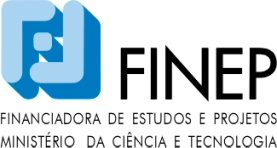 FINEP
FINANCIADORA DE ESTUDOS E PROJETOS
MINISTÉRIO DA CIÊNCIA E TECNOLOGIA